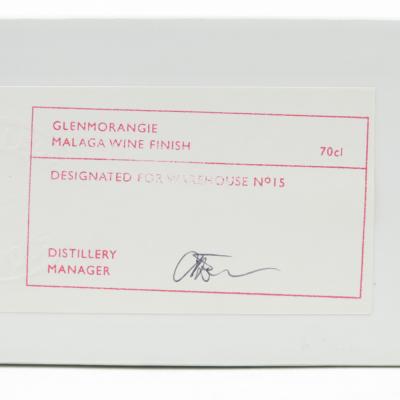 GLENMORANGIE
MALAGA WINE FINISH 70cl
DESIGNATED FOR WAREHOUSE Nº15
DISTILLERY
MANAGER